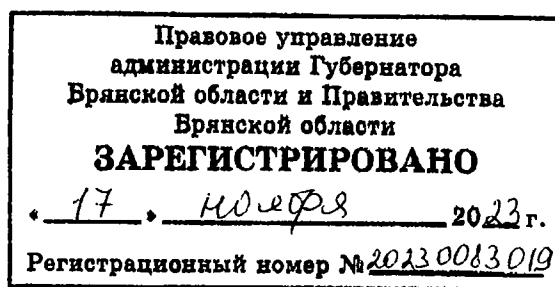 Правовое управление
администрации Губернатора
Брянской области и Правительства
Брянской области
ЗАРЕГИСТРИРОВАНО
« 17 » ноября 2023 г.
Регистрационный номер № 20230083019